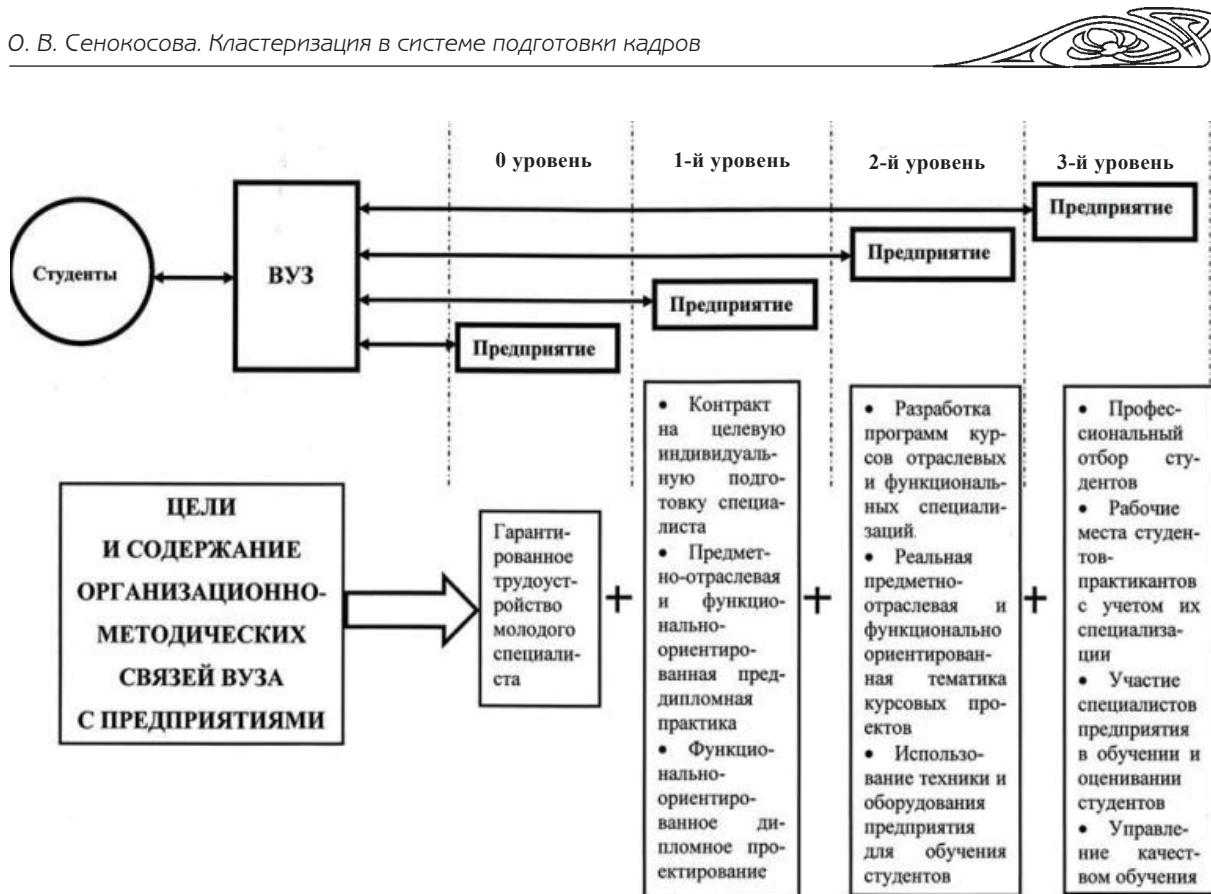 О. В. Сенокосова. Кластеризация в системе подготовки кадров
0 уровень
1-й уровень
2-й уровень
3-й уровень
Студенты
ВУЗ
Предприятие
Предприятие
Предприятие
Предприятие
ЦЕЛИ
И СОДЕРЖАНИЕ
ОРГАНИЗАЦИОННО-
МЕТОДИЧЕСКИХ
СВЯЗЕЙ ВУЗА
С ПРЕДПРИЯТИЯМИ
Гаранти-
рованное
трудоуст-
ройство
молодого
специали-
ста
+
• Контракт
на целевую
индивидуаль-
ную подго-
товку специа-
листа
• Предмет-
но-отраслевая
и функцио-
нально-
ориентиро-
ванная пред-
дипломная
практика
• Функцио-
нально-
ориентиро-
ванное ди-
пломное про-
ектирование
+
• Разработка
программ кур-
сов отраслевых
и функциональ-
ных специали-
заций.
• Реальная
предметно-
отраслевая и
функционально
ориентирован-
ная тематика
курсовых про-
ектов
• Использо-
вание техники и
оборудования
предприятия
для обучения
студентов
+
• Профес-
сиональный
отбор сту-
дентов
• Рабочие
места студен-
тов-
практикантов
с учетом их
специализа-
ции
• Участие
специалистов
предприятия
в обучении и
оценивании
студентов
• Управле-
ние качест-
вом обучения